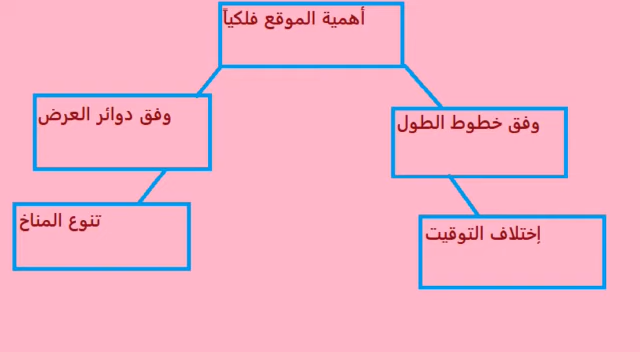 أهمية الموقع فلكياً
وفق خطوط الطول
وفق دوائر العرض
إختلاف التوقيت
تنوع المناخ